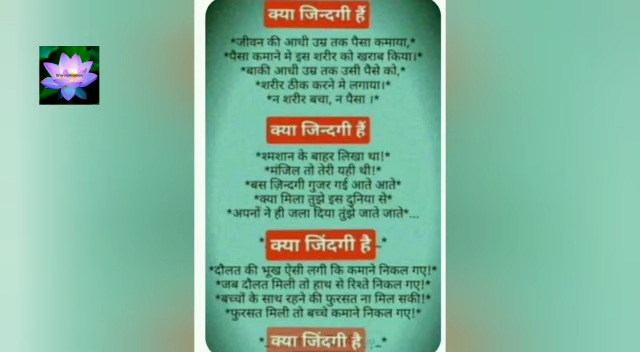 क्या जिन्दगी हैं
*जीवन की आधी उम्र तक पैसा कमाया,*
*पैसा कमाने मे इस शरीर को खराब किया।*
*बाकी आधी उम्र तक उसी पैसे को,*
*शरीर ठीक करने मे लगाया।*
*न शरीर बचा, न पैसा ।*
क्या जिन्दगी हैं
*श्मशान के बाहर लिखा था!*
*मंजिल तो तेरी यही थी!*
*बस ज़िन्दगी गुजर गई आते आते*
*क्या मिला तुझे इस दुनिया से*
*अपनों ने ही जला दिया तुझे जाते जाते*...
* क्या जिंदगी है -*
*दौलत की भूख ऐसी लगी कि कमाने निकल गए!*
*जब दौलत मिली तो हाथ से रिश्ते निकल गए!*
*बच्चों के साथ रहने की फुरसत ना मिल सकी!*
*फुरसत मिली तो बच्चे कमाने निकल गए!*
क्या जिंदगी है